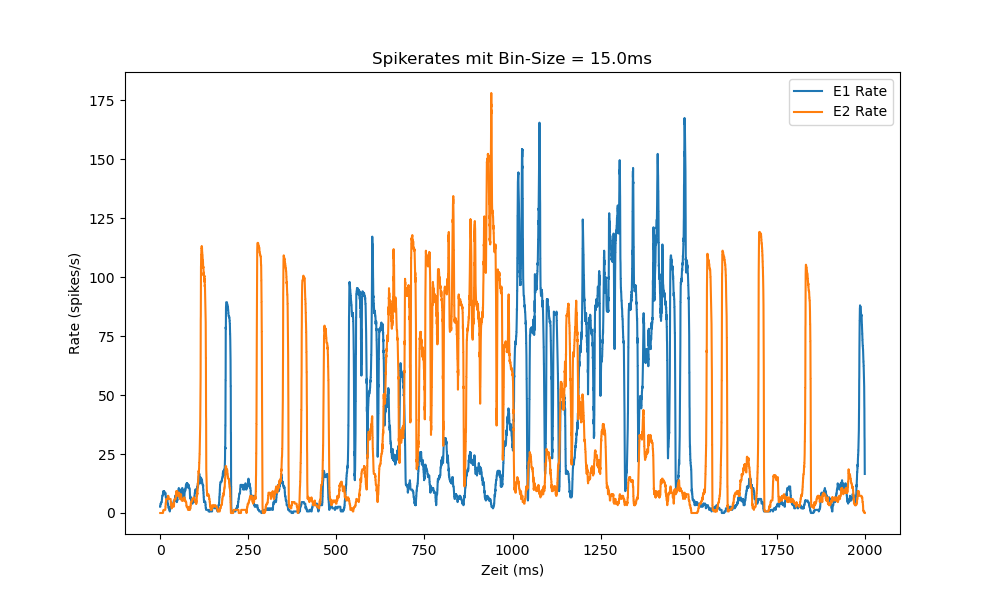 Spikerates mit Bin-Size = 15.0ms
E1 Rate
E2 Rate
175
150
125
100
75
50
25
0
Rate (spikes/s)
0 250 500 750 1000 1250 1500 1750 2000
Zeit (ms)